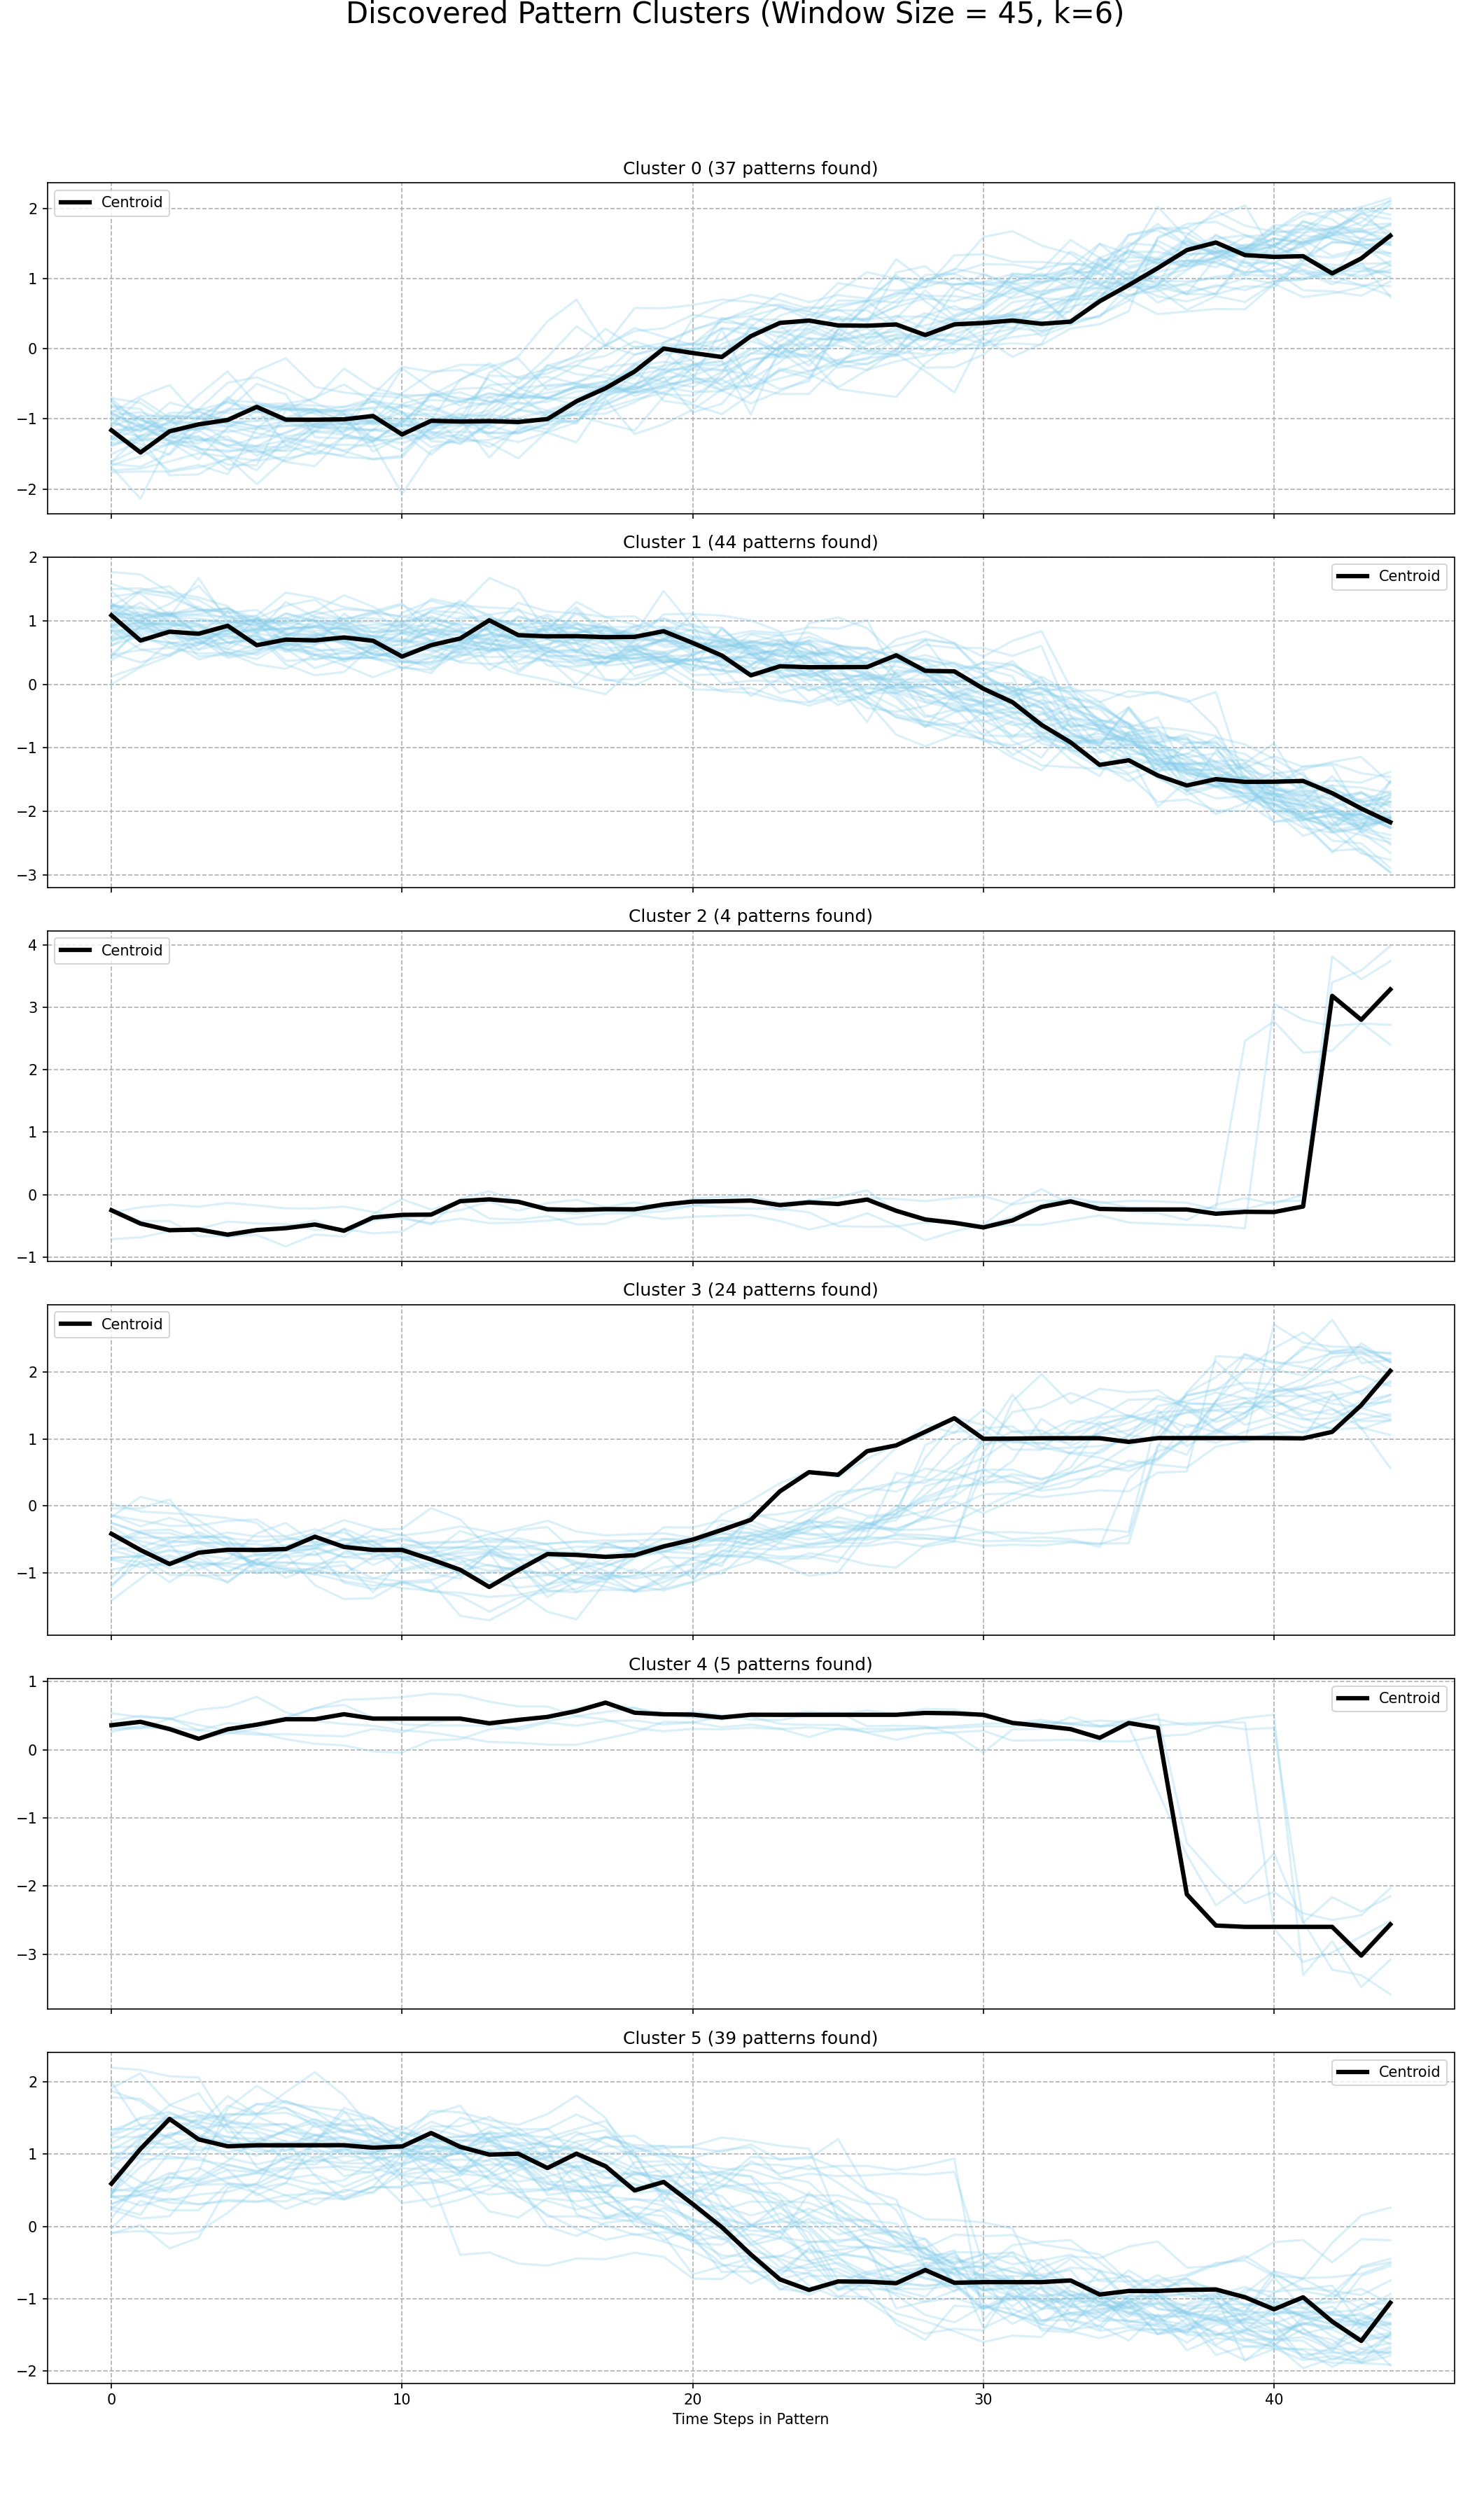 Discovered Pattern Clusters (Window Size = 45, k=6)
Cluster 0 (37 patterns found)
Centroid
2
1
0
−1
−2
Cluster 1 (44 patterns found)
Centroid
2
1
0
−1
−2
−3
Cluster 2 (4 patterns found)
Centroid
4
3
2
1
0
−1
Cluster 3 (24 patterns found)
Centroid
2
1
0
−1
Cluster 4 (5 patterns found)
Centroid
1
0
−1
−2
−3
Cluster 5 (39 patterns found)
Centroid
2
1
0
−1
−2
0 10 20 30 40
Time Steps in Pattern